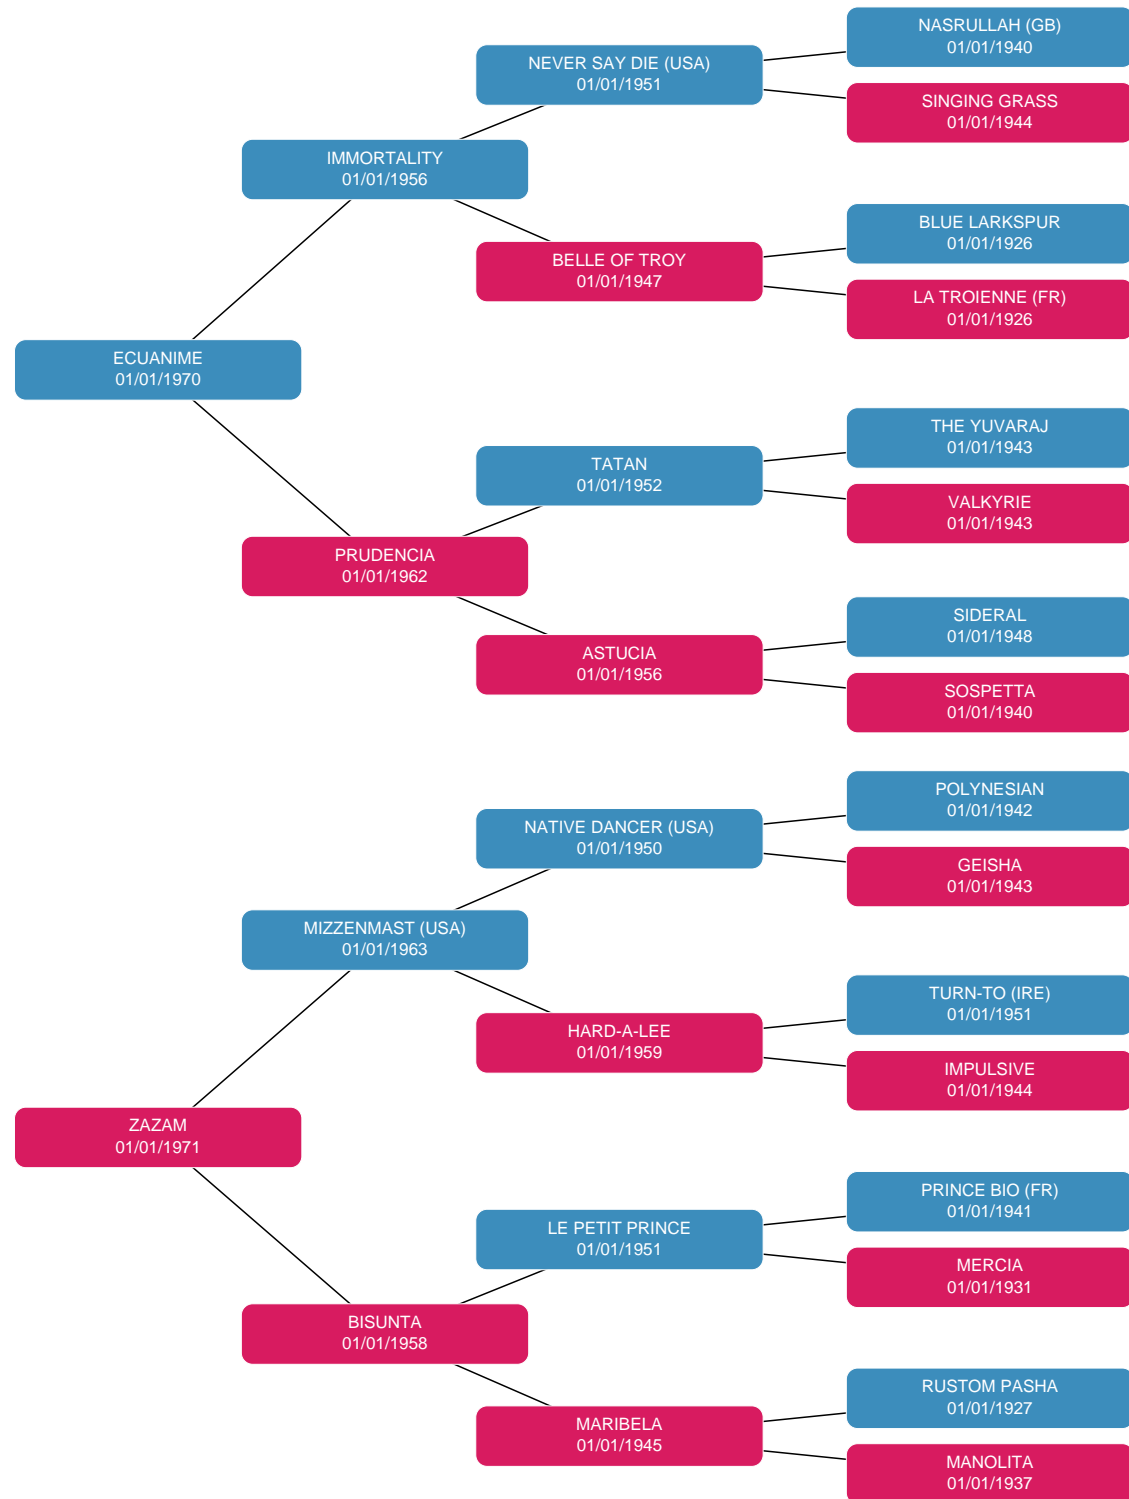 NASRULLAH (GB)
01/01/1940
NEVER SAY DIE (USA)
01/01/1951
SINGING GRASS
01/01/1944
IMMORTALITY
01/01/1956
BLUE LARKSPUR
01/01/1926
BELLE OF TROY
01/01/1947
LA TROIENNE (FR)
01/01/1926
ECUANIME
01/01/1970
THE YUVARAJ
01/01/1943
TATAN
01/01/1952
VALKYRIE
01/01/1943
PRUDENCIA
01/01/1962
SIDERAL
01/01/1948
ASTUCIA
01/01/1956
SOSPETTA
01/01/1940
POLYNESIAN
01/01/1942
NATIVE DANCER (USA)
01/01/1950
GEISHA
01/01/1943
MIZZENMAST (USA)
01/01/1963
TURN-TO (IRE)
01/01/1951
HARD-A-LEE
01/01/1959
IMPULSIVE
01/01/1944
ZAZAM
01/01/1971
PRINCE BIO (FR)
01/01/1941
LE PETIT PRINCE
01/01/1951
MERCIA
01/01/1931
BISUNTA
01/01/1958
RUSTOM PASHA
01/01/1927
MARIBELA
01/01/1945
MANOLITA
01/01/1937